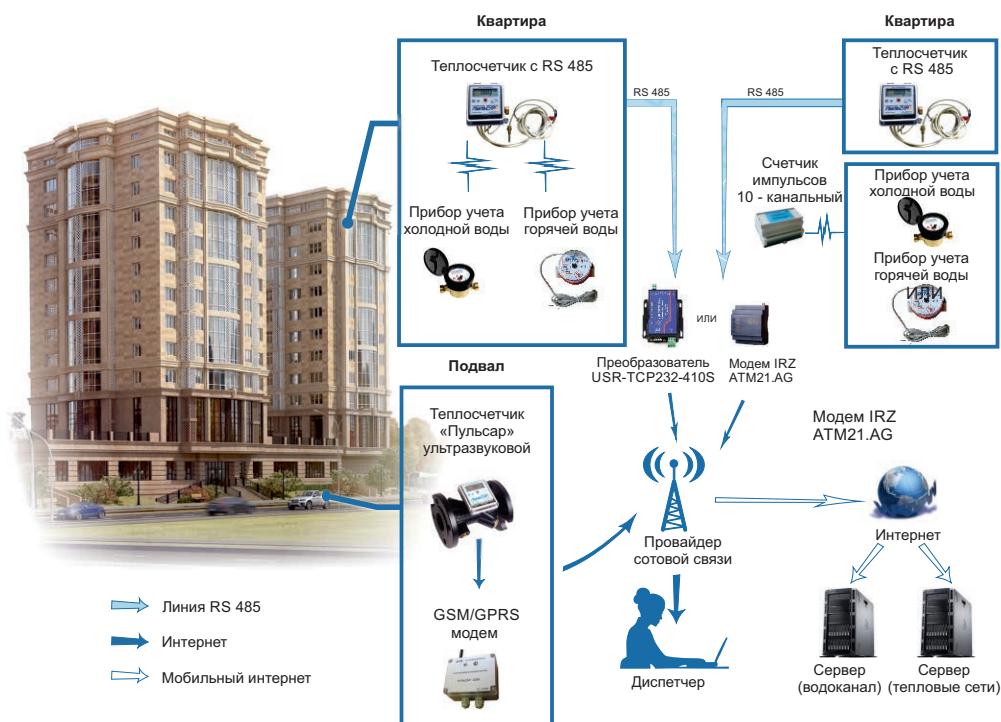 Квартира
Теплосчетчик с RS 485
Прибор учета
холодной воды
Прибор учета
горячей воды
RS 485
RS 485
Квартира
Теплосчетчик
с RS 485
Счетчик
импульсов
10 - канальный
Прибор учета
холодной воды
Прибор учета
горячей воды
ИЛИ
или
Преобразователь
USR-TCP232-410S
Модем IRZ
ATM21.AG
Подвал
Теплосчетчик
«Пульсар»
ультразвуковой
GSM/GPRS
модем
Модем IRZ
ATM21.AG
Провайдер
сотовой связи
Интернет
Диспетчер
Сервер
(водоканал)
Сервер
(тепловые сети)
Линия RS 485
Интернет
Мобильный интернет